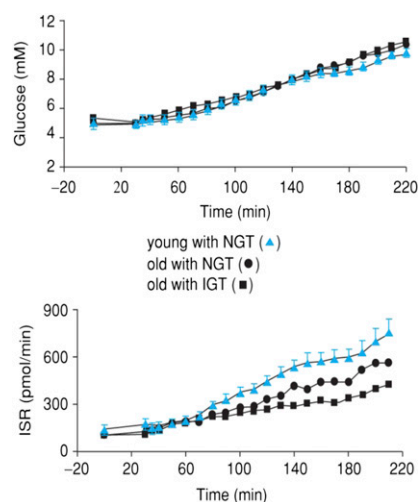 12
10
8
6
4
2
Glucose (mM)
−20 20 60 100 140 180 220
Time (min)
young with NGT (▲)
old with NGT (●)
old with IGT (■)
900
600
300
0
ISR (pmol/min)
−20 20 60 100 140 180 220
Time (min)